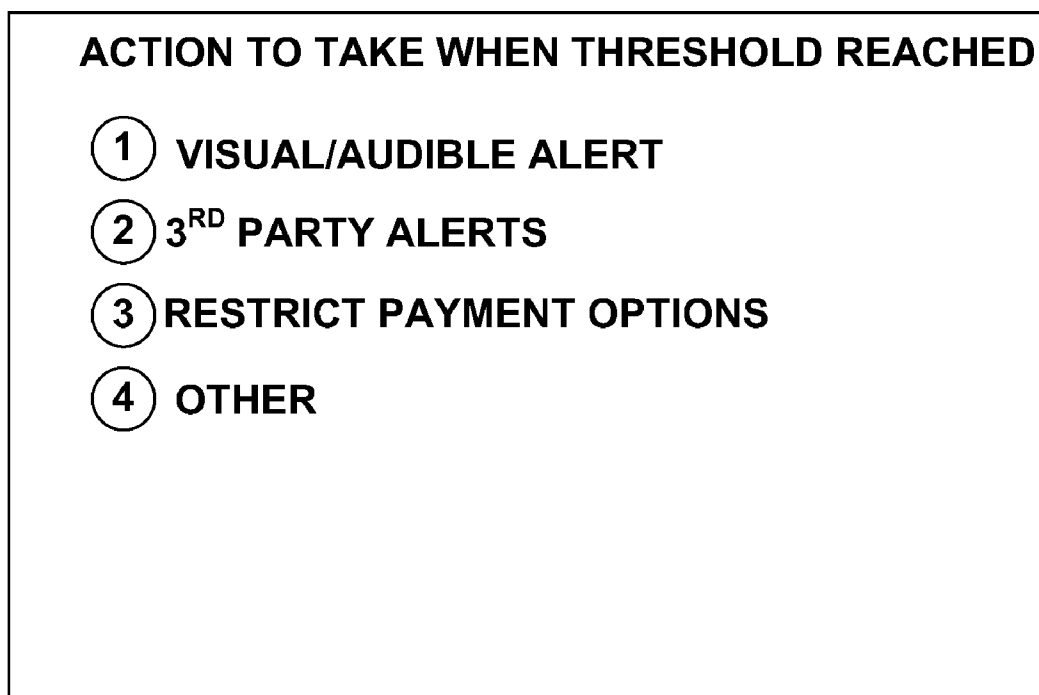 ACTION TO TAKE WHEN THRESHOLD REACHED
1 VISUAL/AUDIBLE ALERT
2 3RD PARTY ALERTS
3 RESTRICT PAYMENT OPTIONS
4 OTHER